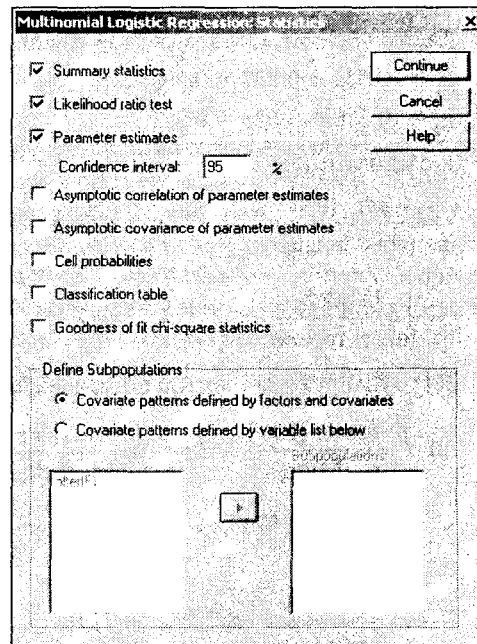 Multinomial Logistic Regression: Statistics
Summary statistics
Continue
Likelihood ratio test
Cancel
Parameter estimates
Help
Confidence interval: 95 %
Asymptotic correlation of parameter estimates
Asymptotic covariance of parameter estimates
Cell probabilities
Classification table
Goodness of fit chi-square statistics
Define Subpopulations
Covariate patterns defined by factors and covariates
Covariate patterns defined by variable list below